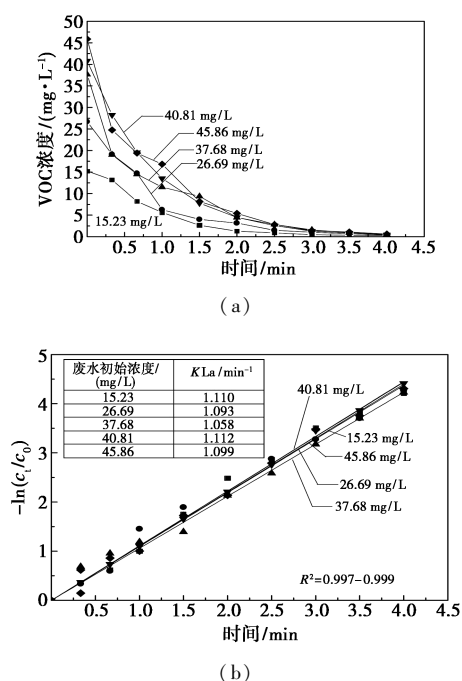 50
45
40
35
30
25
20
15
10
5
VOC浓度/(mg·L⁻¹)
40.81 mg/L
45.86 mg/L
37.68 mg/L
26.69 mg/L
15.23 mg/L
0.5 1.0 1.5 2.0 2.5 3.0 3.5 4.0 4.5
时间/min
(a)
5
4
3
2
1
0
-ln(cₜ/c₀)
废水初始浓度/(mg/L) KLa/min⁻¹
15.23 1.110
26.69 1.093
37.68 1.058
40.81 1.112
45.86 1.099
40.81 mg/L
15.23 mg/L
45.86 mg/L
26.69 mg/L
37.68 mg/L
R²=0.997-0.999
0.5 1.0 1.5 2.0 2.5 3.0 3.5 4.0 4.5
时间/min
(b)